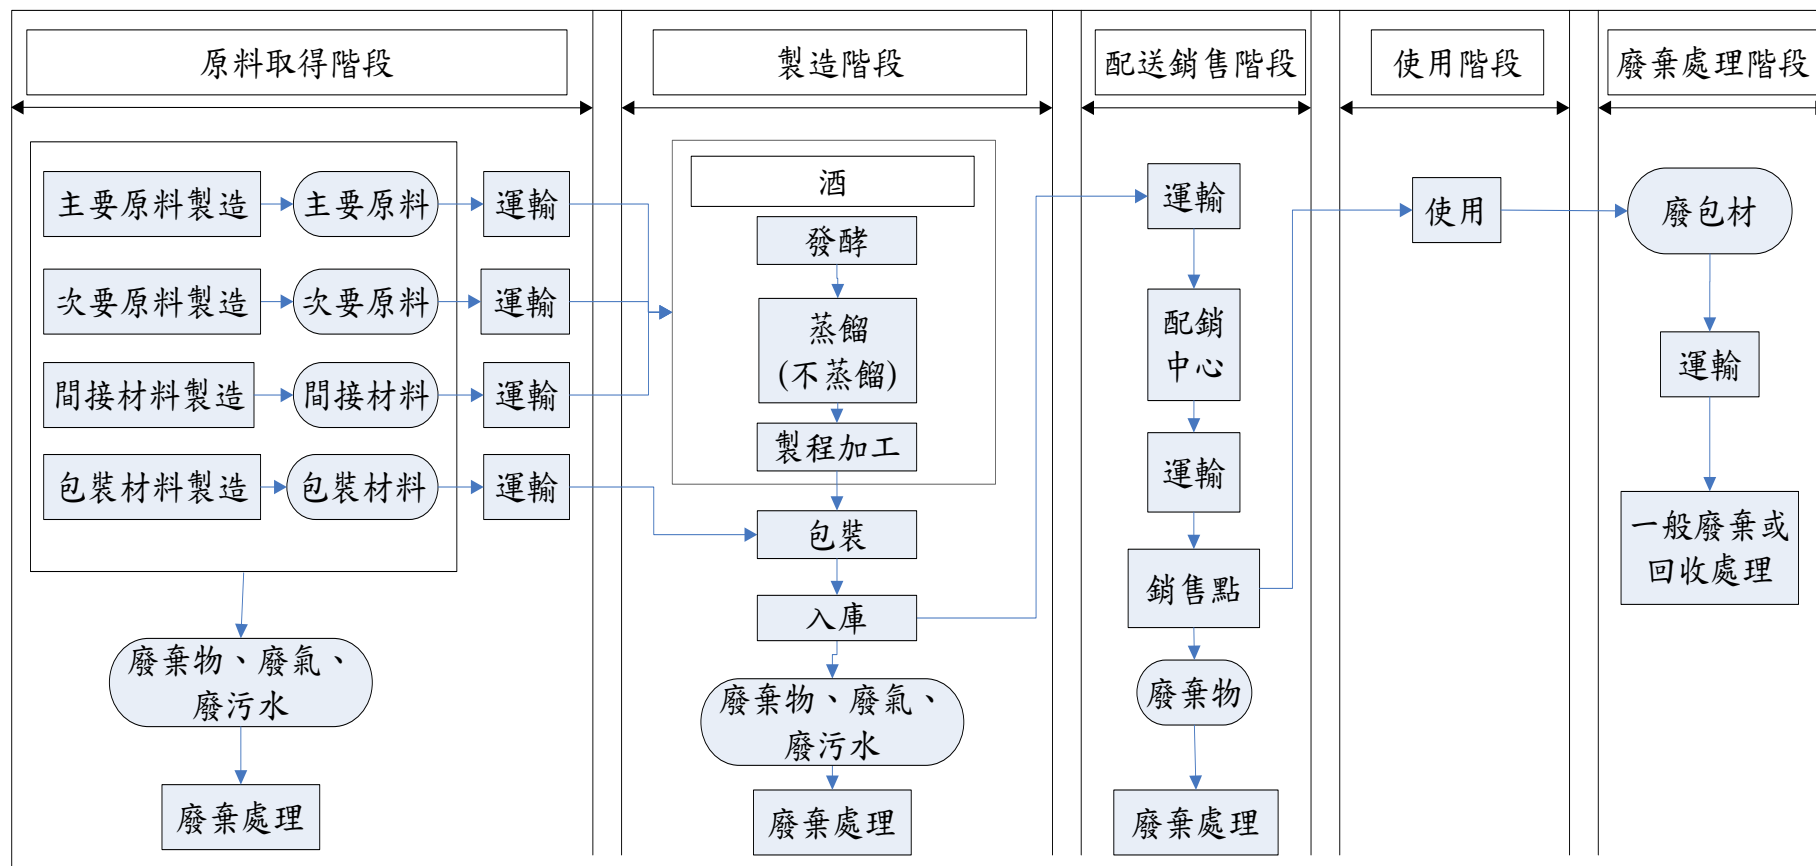 原料取得階段
製造階段
配送銷售階段
使用階段
廢棄處理階段
主要原料製造
主要原料
運輸
次要原料製造
次要原料
運輸
間接材料製造
間接材料
運輸
包裝材料製造
包裝材料
運輸
廢棄物、廢氣、
廢污水
廢棄處理
酒
發酵
蒸餾
(不蒸餾)
製程加工
包裝
入庫
廢棄物、廢氣、
廢污水
廢棄處理
運輸
配銷
中心
運輸
銷售點
廢棄物
廢棄處理
使用
廢包材
運輸
一般廢棄或
回收處理